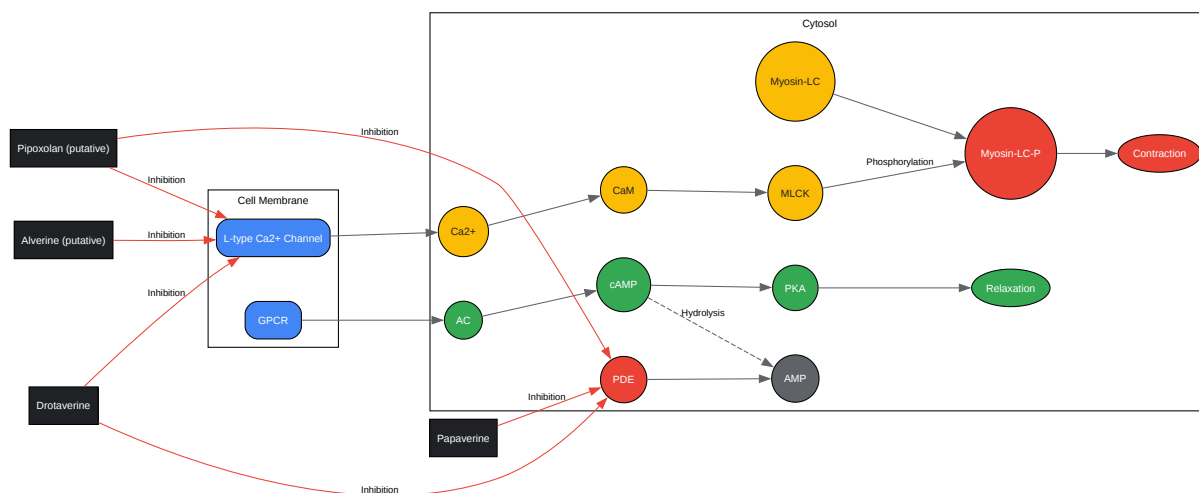 Cytosol
Myosin-LC
Inhibition
Pipoxolan (putative)
Myosin-LC-P
Contraction
Phosphorylation
Inhibition
CaM
MLCK
Cell Membrane
Ca2+
L-type Ca2+ Channel
Inhibition
Alverine (putative)
cAMP
PKA
Relaxation
Inhibition
Hydrolysis
GPCR
AC
PDE
AMP
Inhibition
Drotaverine
Papaverine
Inhibition